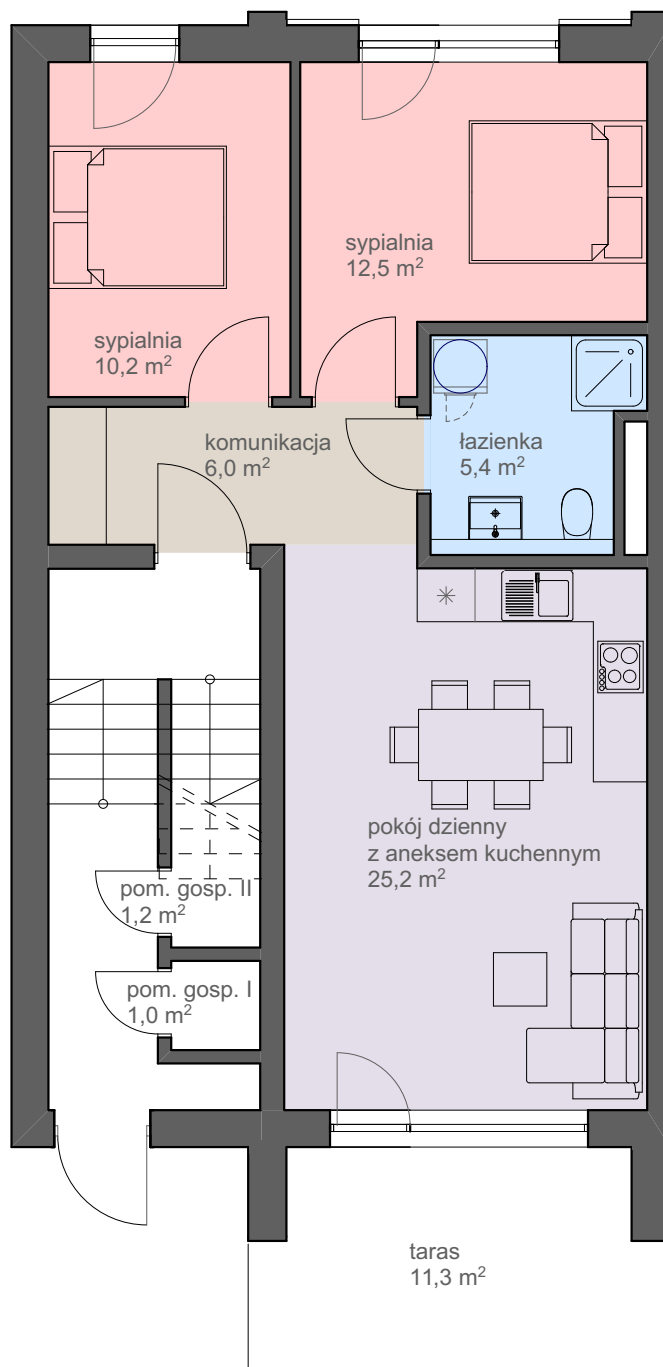 sypialnia
12,5 m²
sypialnia
10,2 m²
komunikacja
6,0 m²
łazienka
5,4 m²
pokój dzienny
z aneksem kuchennym
25,2 m²
pom. gosp. II
1,2 m²
pom. gosp. I
1,0 m²
taras
11,3 m²